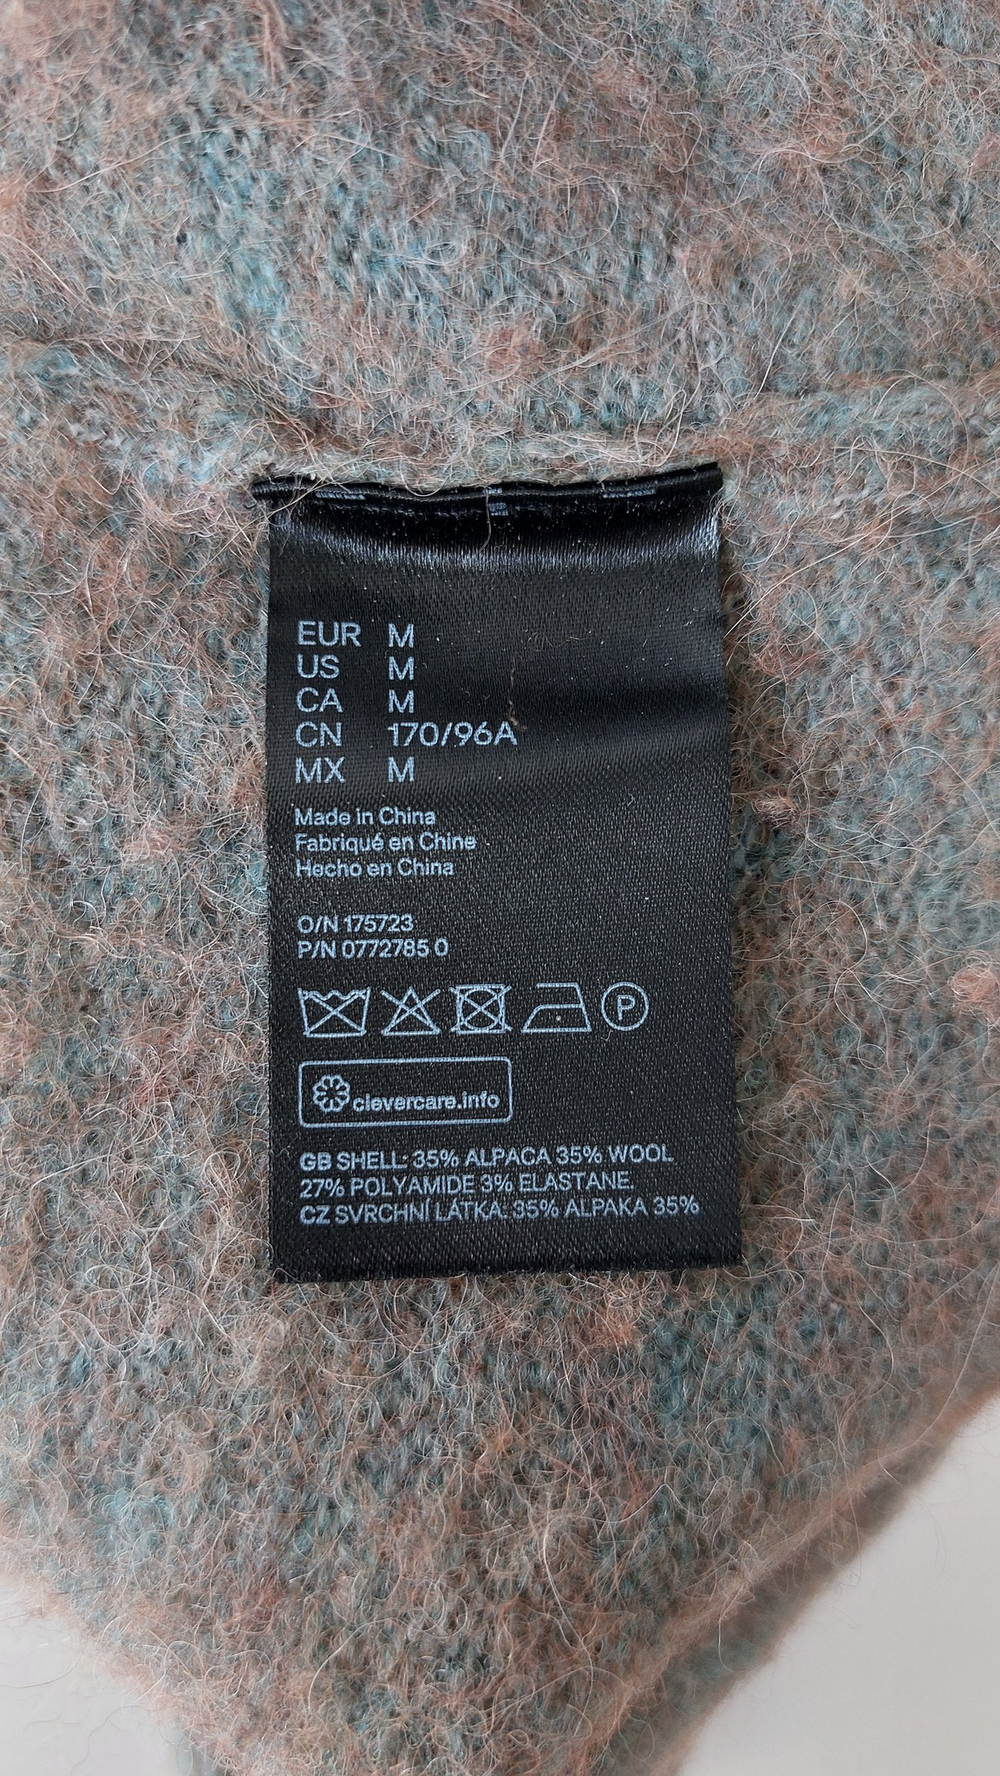 EUR M
US M
CA M
CN 170/96A
MX M
Made in China
Fabriqué en Chine
Hecho en China
O/N 175723
P/N 0772785 0
P
clevercare.info
GB SHELL: 35% ALPACA 35% WOOL
27% POLYAMIDE 3% ELASTANE.
CZ SVRCHNÍ LÁTKA: 35% ALPAKA 35%